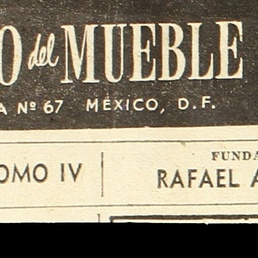 O del MUEBLE
A Nº 67 MÉXICO, D.F.
FUNDA
OMO IV
RAFAEL A